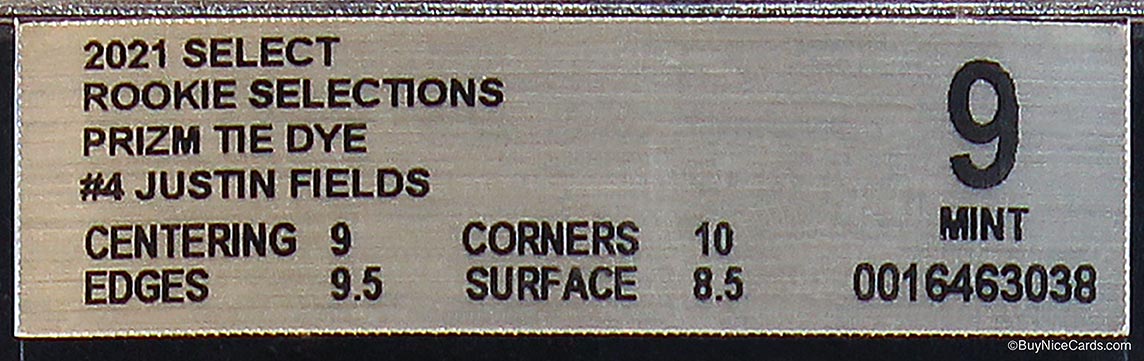 2021 SELECT
ROOKIE SELECTIONS
PRIZM TIE DYE
#4 JUSTIN FIELDS
CENTERING 9 CORNERS 10
EDGES 9.5 SURFACE 8.5
9
MINT
0016463038
©BuyNiceCards.com